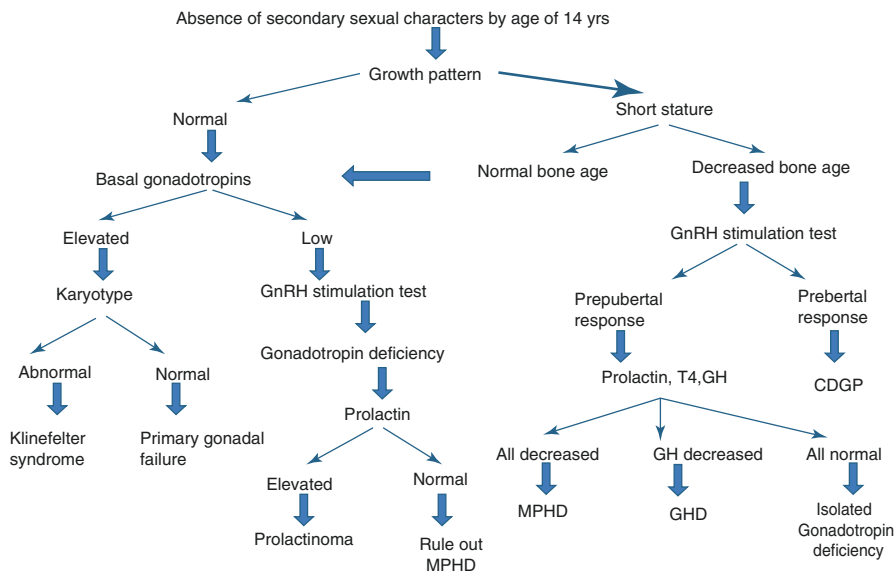 Absence of secondary sexual characters by age of 14 yrs
Growth pattern
Normal
Short stature
Basal gonadotropins
Normal bone age
Decreased bone age
Elevated
Low
GnRH stimulation test
Karyotype
GnRH stimulation test
Prepubertal
response
Prebertal
response
Abnormal
Normal
Gonadotropin deficiency
Prolactin, T4,GH
CDGP
Klinefelter
syndrome
Primary gonadal
failure
Prolactin
All decreased
GH decreased
All normal
Elevated
Normal
MPHD
GHD
Isolated
Gonadotropin
deficiency
Prolactinoma
Rule out
MPHD